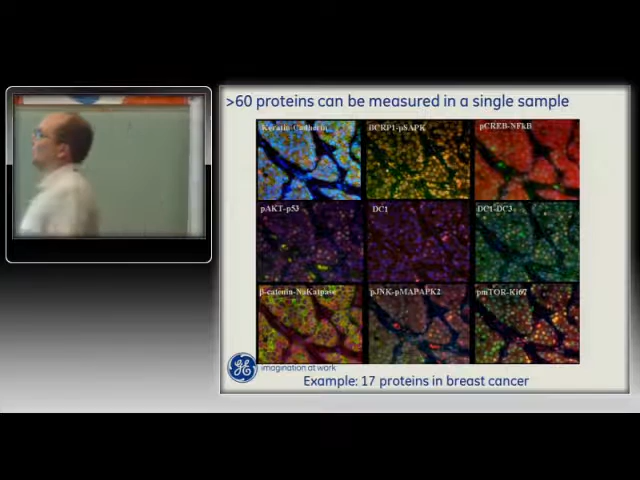 >60 proteins can be measured in a single sample
Keratin-Cadherin
BCRP1-pSAPK
pCREB-NFkB
pAKT-p53
DC1
DC1-DC3
β-catenin-NaKatpase
pJNK-pMAPAPK2
pmTOR-Ki67
GE
imagination at work
Example: 17 proteins in breast cancer